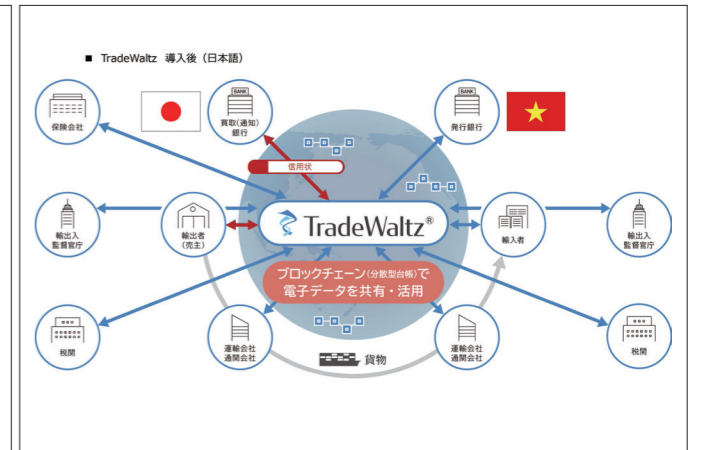 ■ TradeWaltz 導入後（日本語）
BANK
BANK
保険会社
買取(通知)
銀行
発行銀行
信用状
輸出入
監督官庁
輸出者
(売主)
TradeWaltz®
輸入者
輸出入
監督官庁
ブロックチェーン(分散型台帳)で
電子データを共有・活用
税関
運輸会社
通関会社
貨物
運輸会社
通関会社
税関